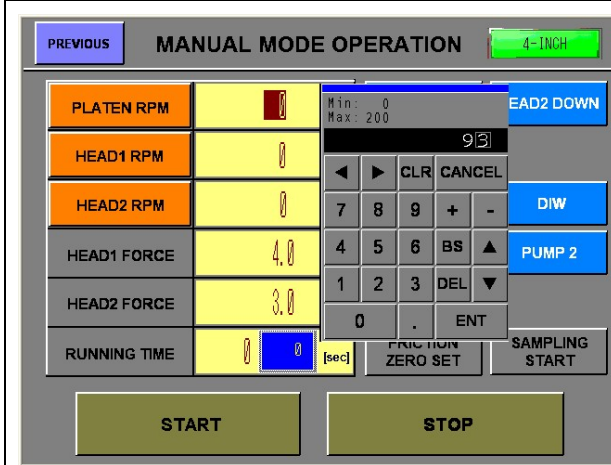 PREVIOUS
MANUAL MODE OPERATION
4-INCH
PLATEN RPM
0
Min: 0
Max: 200
93
EAD2 DOWN
HEAD1 RPM
0
CLR
CANCEL
HEAD2 RPM
0
7 8 9 + -
DIW
HEAD1 FORCE
4.0
4 5 6 BS
PUMP 2
HEAD2 FORCE
3.0
1 2 3 DEL
0 . ENT
RUNNING TIME
0
0
[sec]
FRICTION
ZERO SET
SAMPLING
START
START
STOP